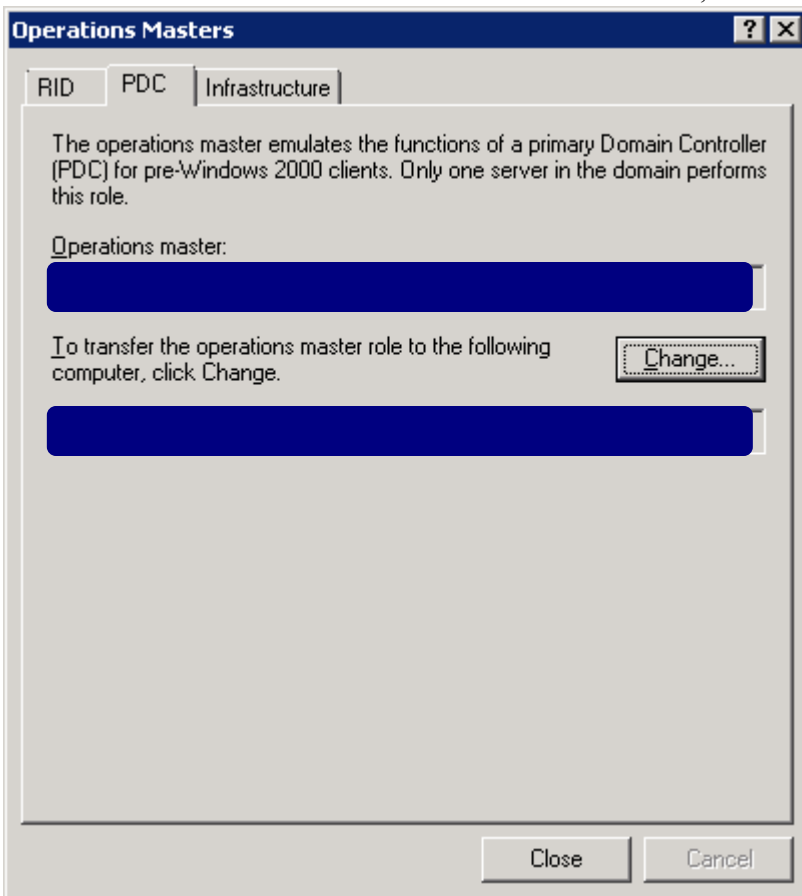 Operations Masters
RID PDC Infrastructure
The operations master emulates the functions of a primary Domain Controller
(PDC) for pre-Windows 2000 clients. Only one server in the domain performs
this role.
Operations master:
To transfer the operations master role to the following
computer, click Change.
Change...
Close Cancel